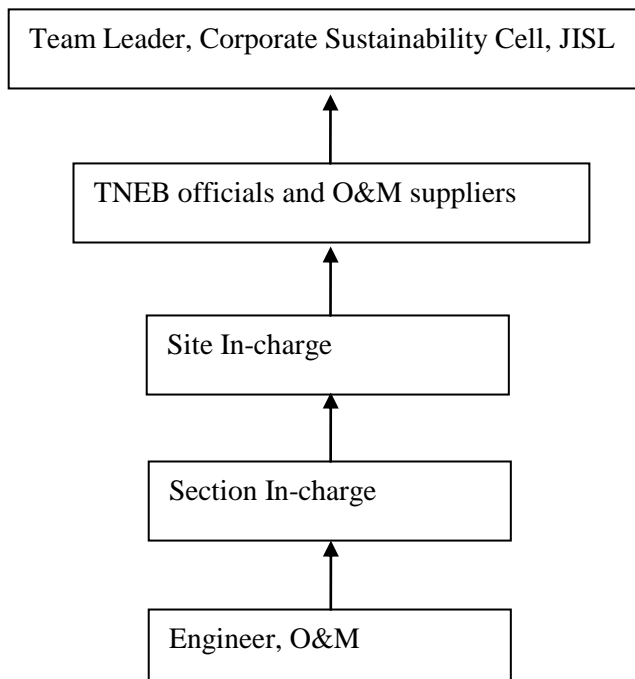 Team Leader, Corporate Sustainability Cell, JISL
TNEB officials and O&M suppliers
Site In-charge
Section In-charge
Engineer, O&M